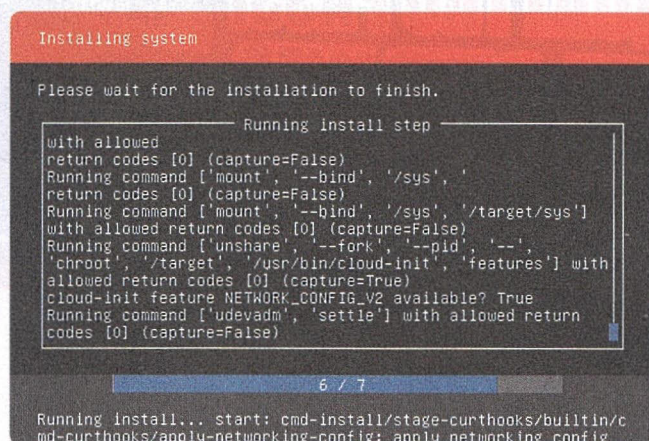 Installing system
Please wait for the installation to finish.
Running install step
with allowed
return codes [0] (capture=False)
Running command ['mount', '--bind', '/sys', '
return codes [0] (capture=False)
Running command ['mount', '--bind', '/sys', '/target/sys']
with allowed return codes [0] (capture=False)
Running command ['unshare', '--fork', '--pid', '--',
'chroot', '/target', '/usr/bin/cloud-init', 'features'] with
allowed return codes [0] (capture=True)
cloud-init feature NETWORK_CONFIG_V2 available? True
Running command ['udevadm', 'settle'] with allowed return
codes [0] (capture=False)
6 / 7
Running install... start: cmd-install/stage-curthooks/builtin/c
md-curthooks/apply-networking-config: apply networking config